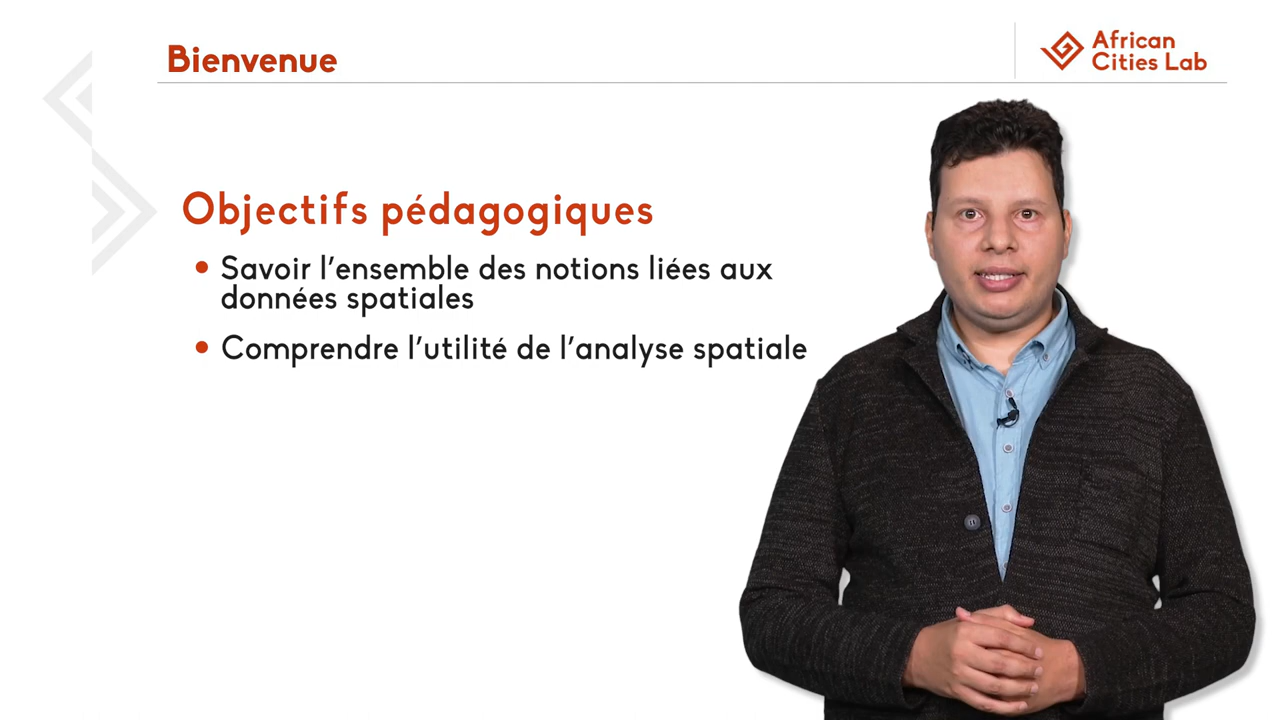 Bienvenue
African
Cities Lab
Objectifs pédagogiques
• Savoir l'ensemble des notions liées aux
données spatiales
• Comprendre l'utilité de l'analyse spatiale